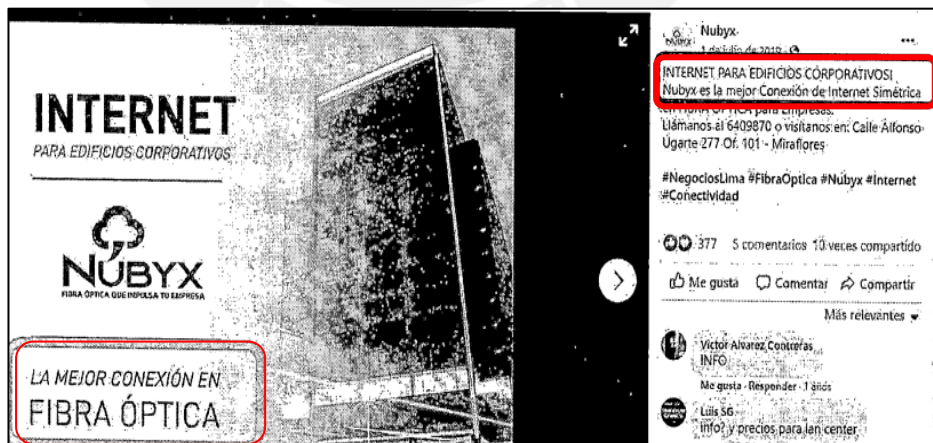 INTERNET
PARA EDIFICIOS CORPORATIVOS
NUBYX
FIBRA ÓPTICA QUE IMPULSA TU EMPRESA
LA MEJOR CONEXIÓN EN
FIBRA ÓPTICA
Nubyx
1 de julio de 2019
INTERNET PARA EDIFICIOS CORPORATIVOS!
Nubyx es la mejor Conexión de Internet Simétrica
en FIBRA ÓPTICA para Empresas.
Llámanos al 6409870 o visítanos en: Calle Alfonso
Ugarte 277 Of. 101 - Miraflores
#NegociosLima #FibraOptica #Nubyx #Internet
#Conectividad
377 5 comentarios 10 veces compartido
Me gusta Comentar Compartir
Más relevantes
Victor Alvarez Contreras
INFO
Me gusta · Responder · 1 años
Luis SG
info? y precios para lan center